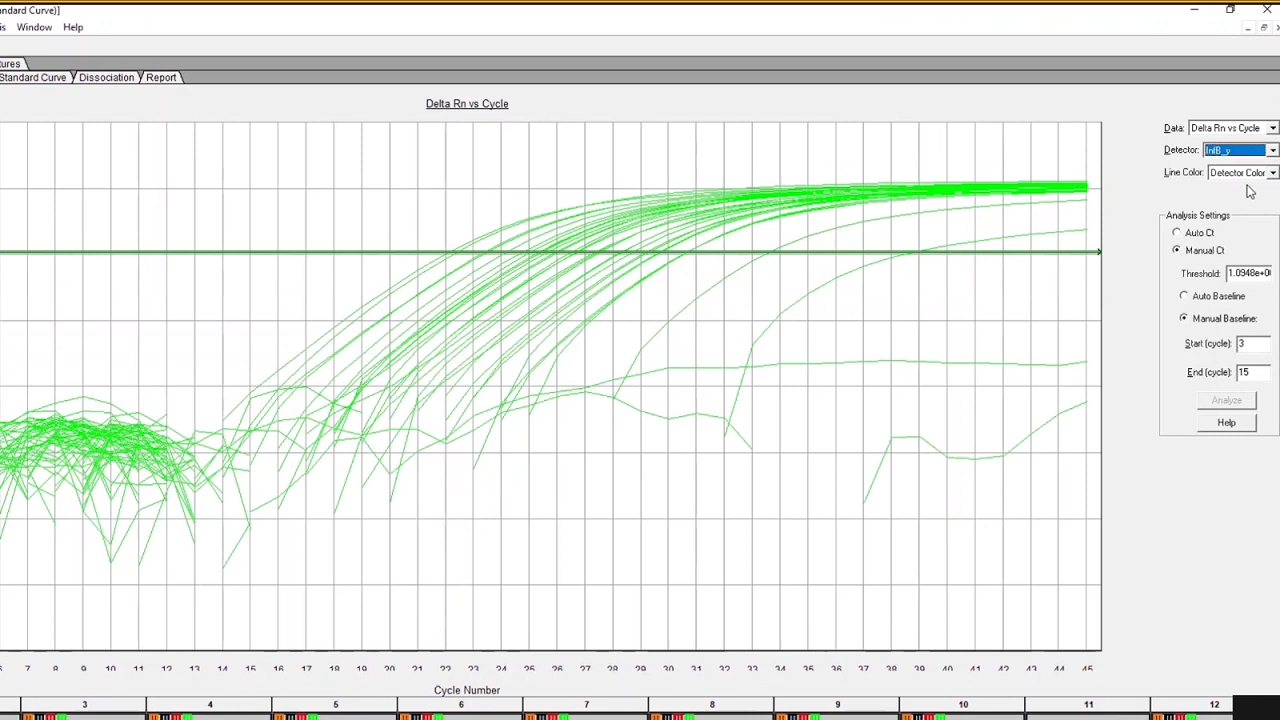 andard Curve)]
is Window Help
tures
Standard Curve Dissociation Report
Delta Rn vs Cycle
Data: Delta Rn vs Cycle
Detector: InfB_y
Line Color: Detector Color
Analysis Settings
Auto Ct
Manual Ct
Threshold: 1.0948e+0
Auto Baseline
Manual Baseline:
Start (cycle): 3
End (cycle): 15
Analyze
Help
6 7 8 9 10 11 12 13 14 15 16 17 18 19 20 21 22 23 24 25 26 27 28 29 30 31 32 33 34 35 36 37 38 39 40 41 42 43 44 45
Cycle Number
3 4 5 6 7 8 9 10 11 12